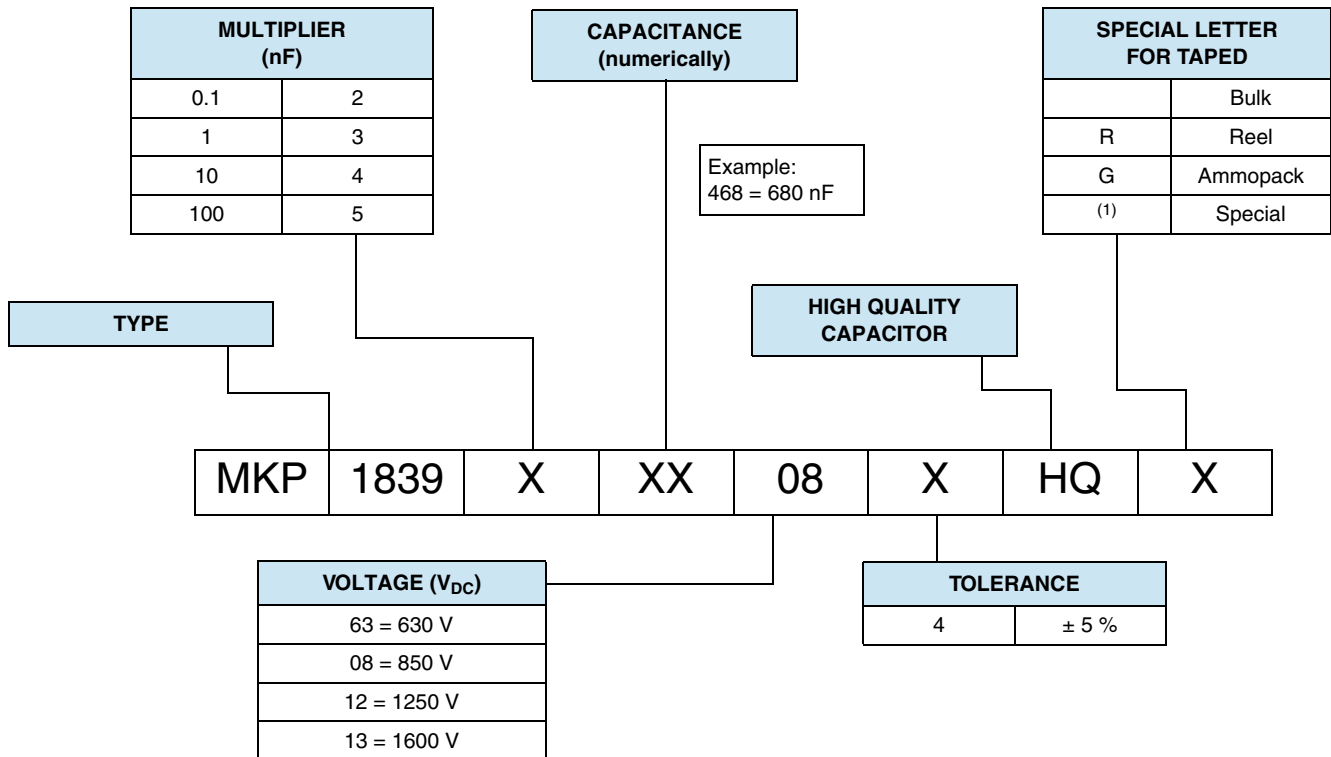 MULTIPLIER
(nF)
0.1 2
1 3
10 4
100 5
CAPACITANCE
(numerically)
Example:
468 = 680 nF
SPECIAL LETTER
FOR TAPED
Bulk
R Reel
G Ammopack
(1) Special
TYPE
HIGH QUALITY
CAPACITOR
MKP 1839 X XX 08 X HQ X
VOLTAGE (VDC)
63 = 630 V
08 = 850 V
12 = 1250 V
13 = 1600 V
TOLERANCE
4 ± 5 %